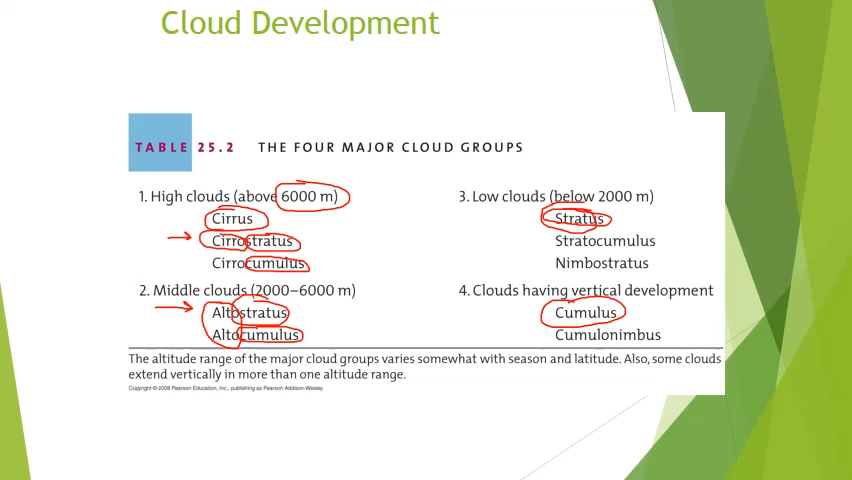 Cloud Development
TABLE 25.2 THE FOUR MAJOR CLOUD GROUPS
1. High clouds (above 6000 m)
Cirrus
Cirrostratus
Cirrocumulus
2. Middle clouds (2000–6000 m)
Altostratus
Altocumulus
3. Low clouds (below 2000 m)
Stratus
Stratocumulus
Nimbostratus
4. Clouds having vertical development
Cumulus
Cumulonimbus
The altitude range of the major cloud groups varies somewhat with season and latitude. Also, some clouds
extend vertically in more than one altitude range.
Copyright © 2008 Pearson Education, Inc., publishing as Pearson Addison-Wesley.